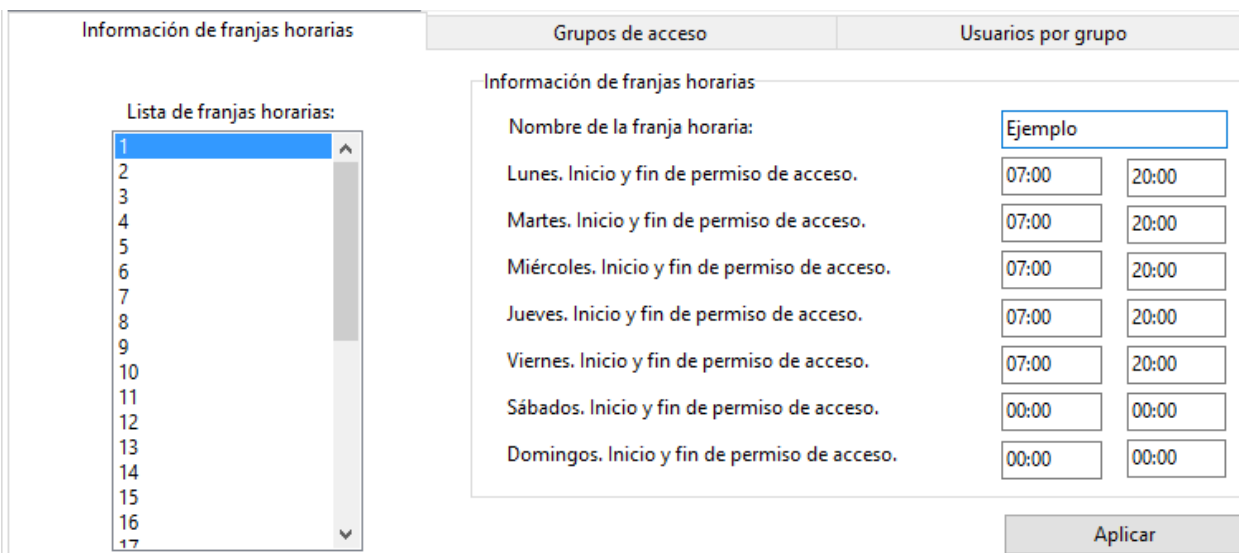 Información de franjas horarias
Grupos de acceso
Usuarios por grupo
Lista de franjas horarias:
1
2
3
4
5
6
7
8
9
10
11
12
13
14
15
16
17
Información de franjas horarias
Nombre de la franja horaria: Ejemplo
Lunes. Inicio y fin de permiso de acceso. 07:00 20:00
Martes. Inicio y fin de permiso de acceso. 07:00 20:00
Miércoles. Inicio y fin de permiso de acceso. 07:00 20:00
Jueves. Inicio y fin de permiso de acceso. 07:00 20:00
Viernes. Inicio y fin de permiso de acceso. 07:00 20:00
Sábados. Inicio y fin de permiso de acceso. 00:00 00:00
Domingos. Inicio y fin de permiso de acceso. 00:00 00:00
Aplicar